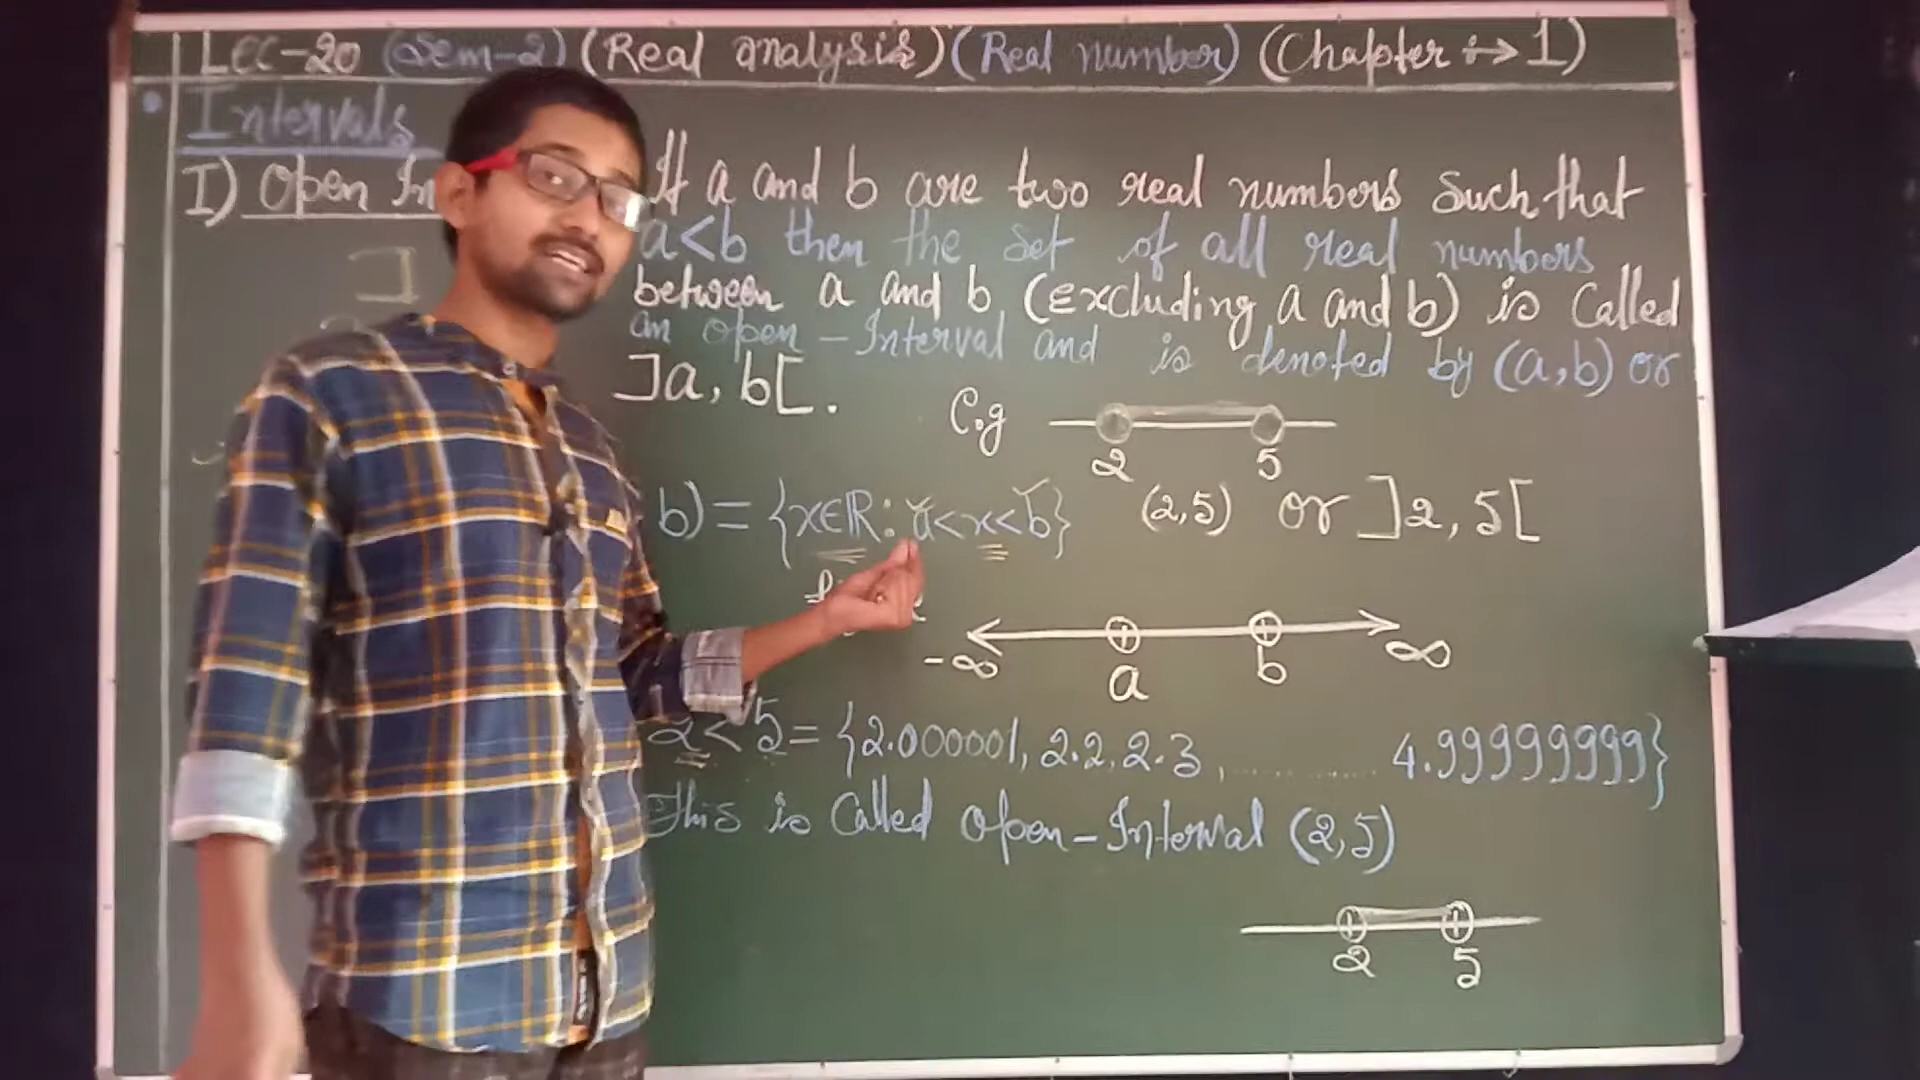 Lec-20 (Sem-2) (Real analysis) (Real number) (Chapter :→ 1)
Intervals
I) Open In
If a and b are two real numbers Such that
a<b then the set of all real numbers
between a and b (Excluding a and b) is Called
an open-Interval and is denoted by (a,b) or
]a, b[.
e.g
2 5
b) = {x∈R: a<x<b}
(2,5) or ]2, 5[
-∞ a b ∞
2<5 = {2.000001, 2.2, 2.3, ............ 4.99999999}
This is Called open-Interval (2,5)
2 5